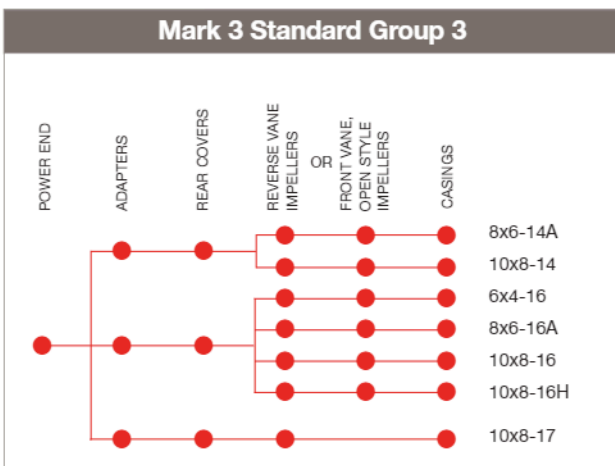 Mark 3 Standard Group 3
POWER END
ADAPTERS
REAR COVERS
REVERSE VANE
IMPELLERS
OR
FRONT VANE,
OPEN STYLE
IMPELLERS
CASINGS
8x6-14A
10x8-14
6x4-16
8x6-16A
10x8-16
10x8-16H
10x8-17